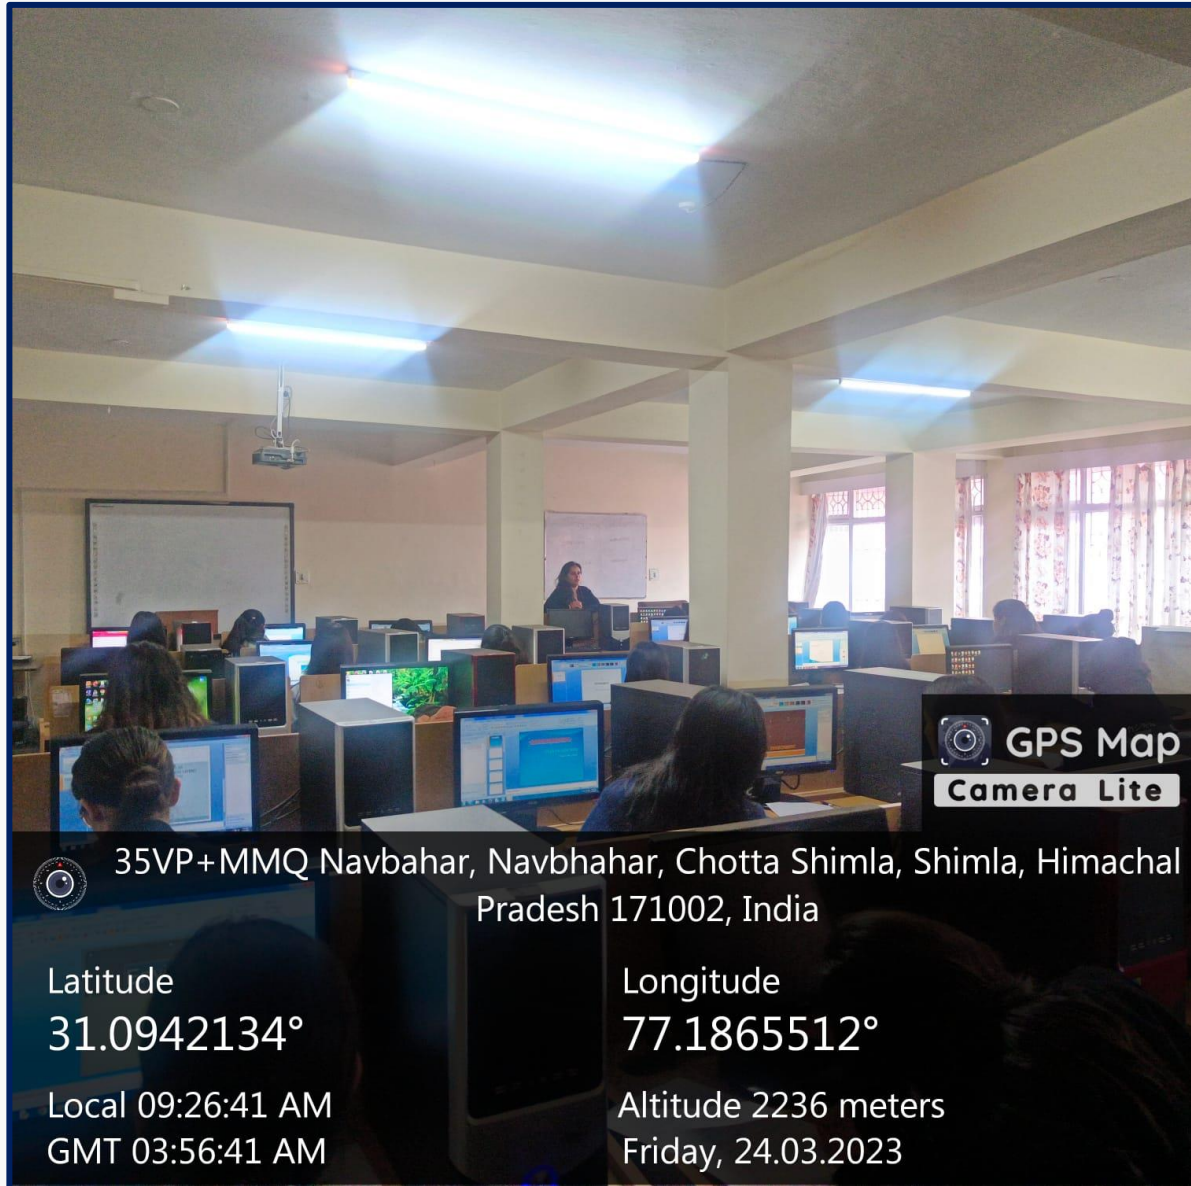 GPS Map
Camera Lite
35VP+MMQ Navbahar, Navbhahar, Chotta Shimla, Shimla, Himachal
Pradesh 171002, India
Latitude
31.0942134°
Longitude
77.1865512°
Local 09:26:41 AM
GMT 03:56:41 AM
Altitude 2236 meters
Friday, 24.03.2023